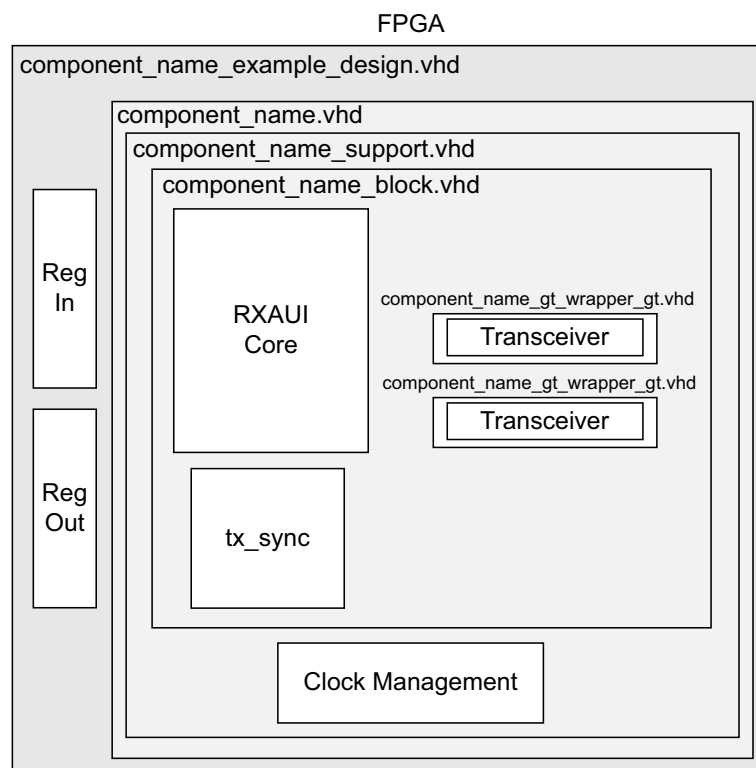 FPGA
component_name_example_design.vhd
component_name.vhd
component_name_support.vhd
component_name_block.vhd
Reg
In
RXAUI
Core
component_name_gt_wrapper_gt.vhd
Transceiver
component_name_gt_wrapper_gt.vhd
Transceiver
Reg
Out
tx_sync
Clock Management